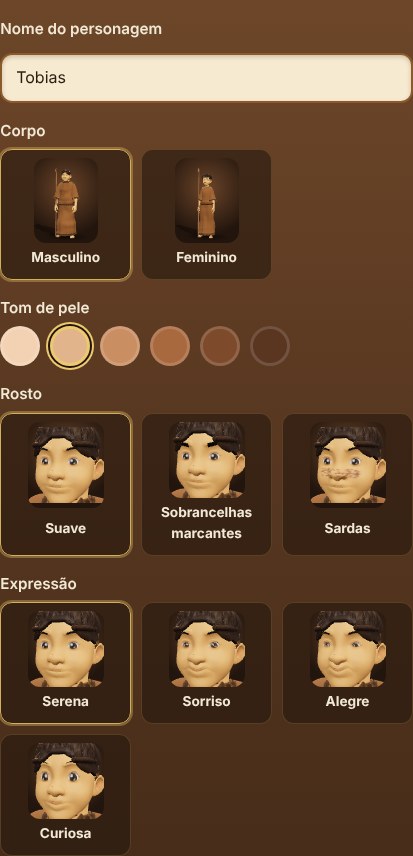 Nome do personagem
Tobias
Corpo
Masculino
Feminino
Tom de pele
Rosto
Suave
Sobrancelhas
marcantes
Sardas
Expressão
Serena
Sorriso
Alegre
Curiosa